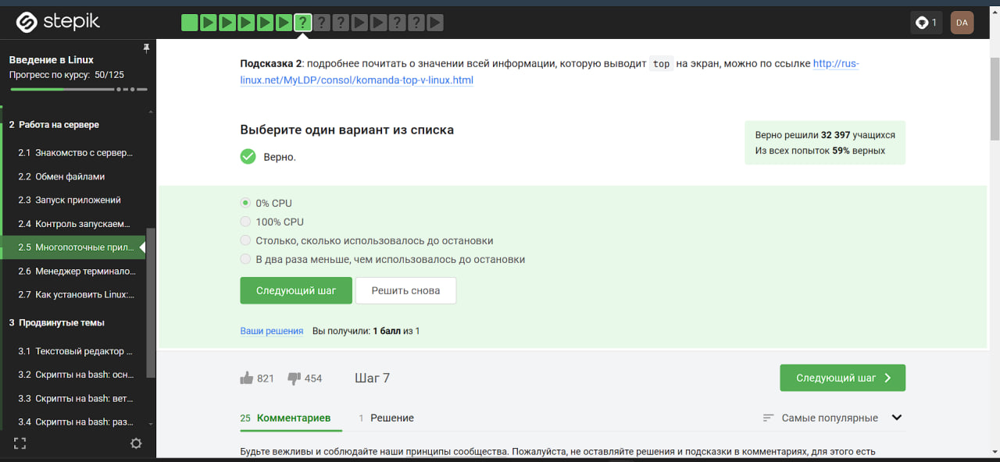 stepik
?
? ? ? ?
1
DA
Введение в Linux
Прогресс по курсу: 50/125
2 Работа на сервере
2.1 Знакомство с сервер...
2.2 Обмен файлами
2.3 Запуск приложений
2.4 Контроль запускаем...
2.5 Многопоточные прил...
2.6 Менеджер терминало...
2.7 Как установить Linux:...
3 Продвинутые темы
3.1 Текстовый редактор ...
3.2 Скрипты на bash: осн...
3.3 Скрипты на bash: вет...
3.4 Скрипты на bash: раз...
Подсказка 2: подробнее почитать о значении всей информации, которую выводит top на экран, можно по ссылке http://rus-
linux.net/MyLDP/consol/komanda-top-v-linux.html
Выберите один вариант из списка
Верно.
Верно решили 32 397 учащихся
Из всех попыток 59% верных
0% CPU
100% CPU
Столько, сколько использовалось до остановки
В два раза меньше, чем использовалось до остановки
Следующий шаг
Решить снова
Ваши решения Вы получили: 1 балл из 1
821 454 Шаг 7
Следующий шаг
25 Комментариев 1 Решение
Самые популярные
Будьте вежливы и соблюдайте наши принципы сообщества. Пожалуйста, не оставляйте решения и подсказки в комментариях, для этого есть